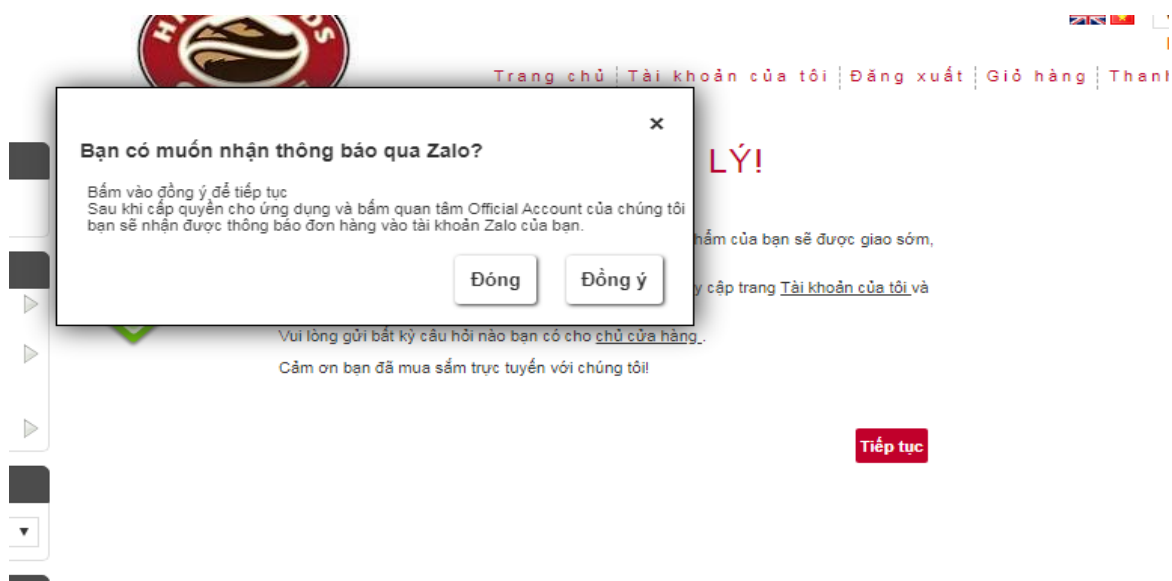 Trang chủ Tài khoản của tôi Đăng xuất Giỏ hàng
Bạn có muốn nhận thông báo qua Zalo?
LÝ!
Bấm vào đồng ý để tiếp tục
Sau khi cấp quyền cho ứng dụng và bấm quan tâm Official Account của chúng tôi
bạn sẽ nhận được thông báo đơn hàng vào tài khoản Zalo của bạn.
của bạn sẽ được giao sớm,
Đóng Đồng ý
cập trang Tài khoản của tôi và
Vui lòng gửi bất kỳ câu hỏi nào bạn có cho chủ cửa hàng .
Cảm ơn bạn đã mua sắm trực tuyến với chúng tôi!
Tiếp tục